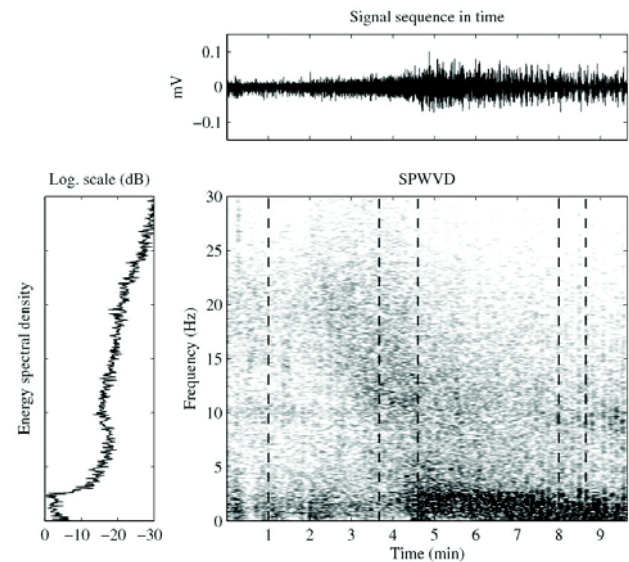 Signal sequence in time
0.1
0
−0.1
mV
Log. scale (dB)
SPWVD
Energy spectral density
0 −10 −20 −30
30
25
20
15
10
5
0
Frequency (Hz)
1 2 3 4 5 6 7 8 9
Time (min)